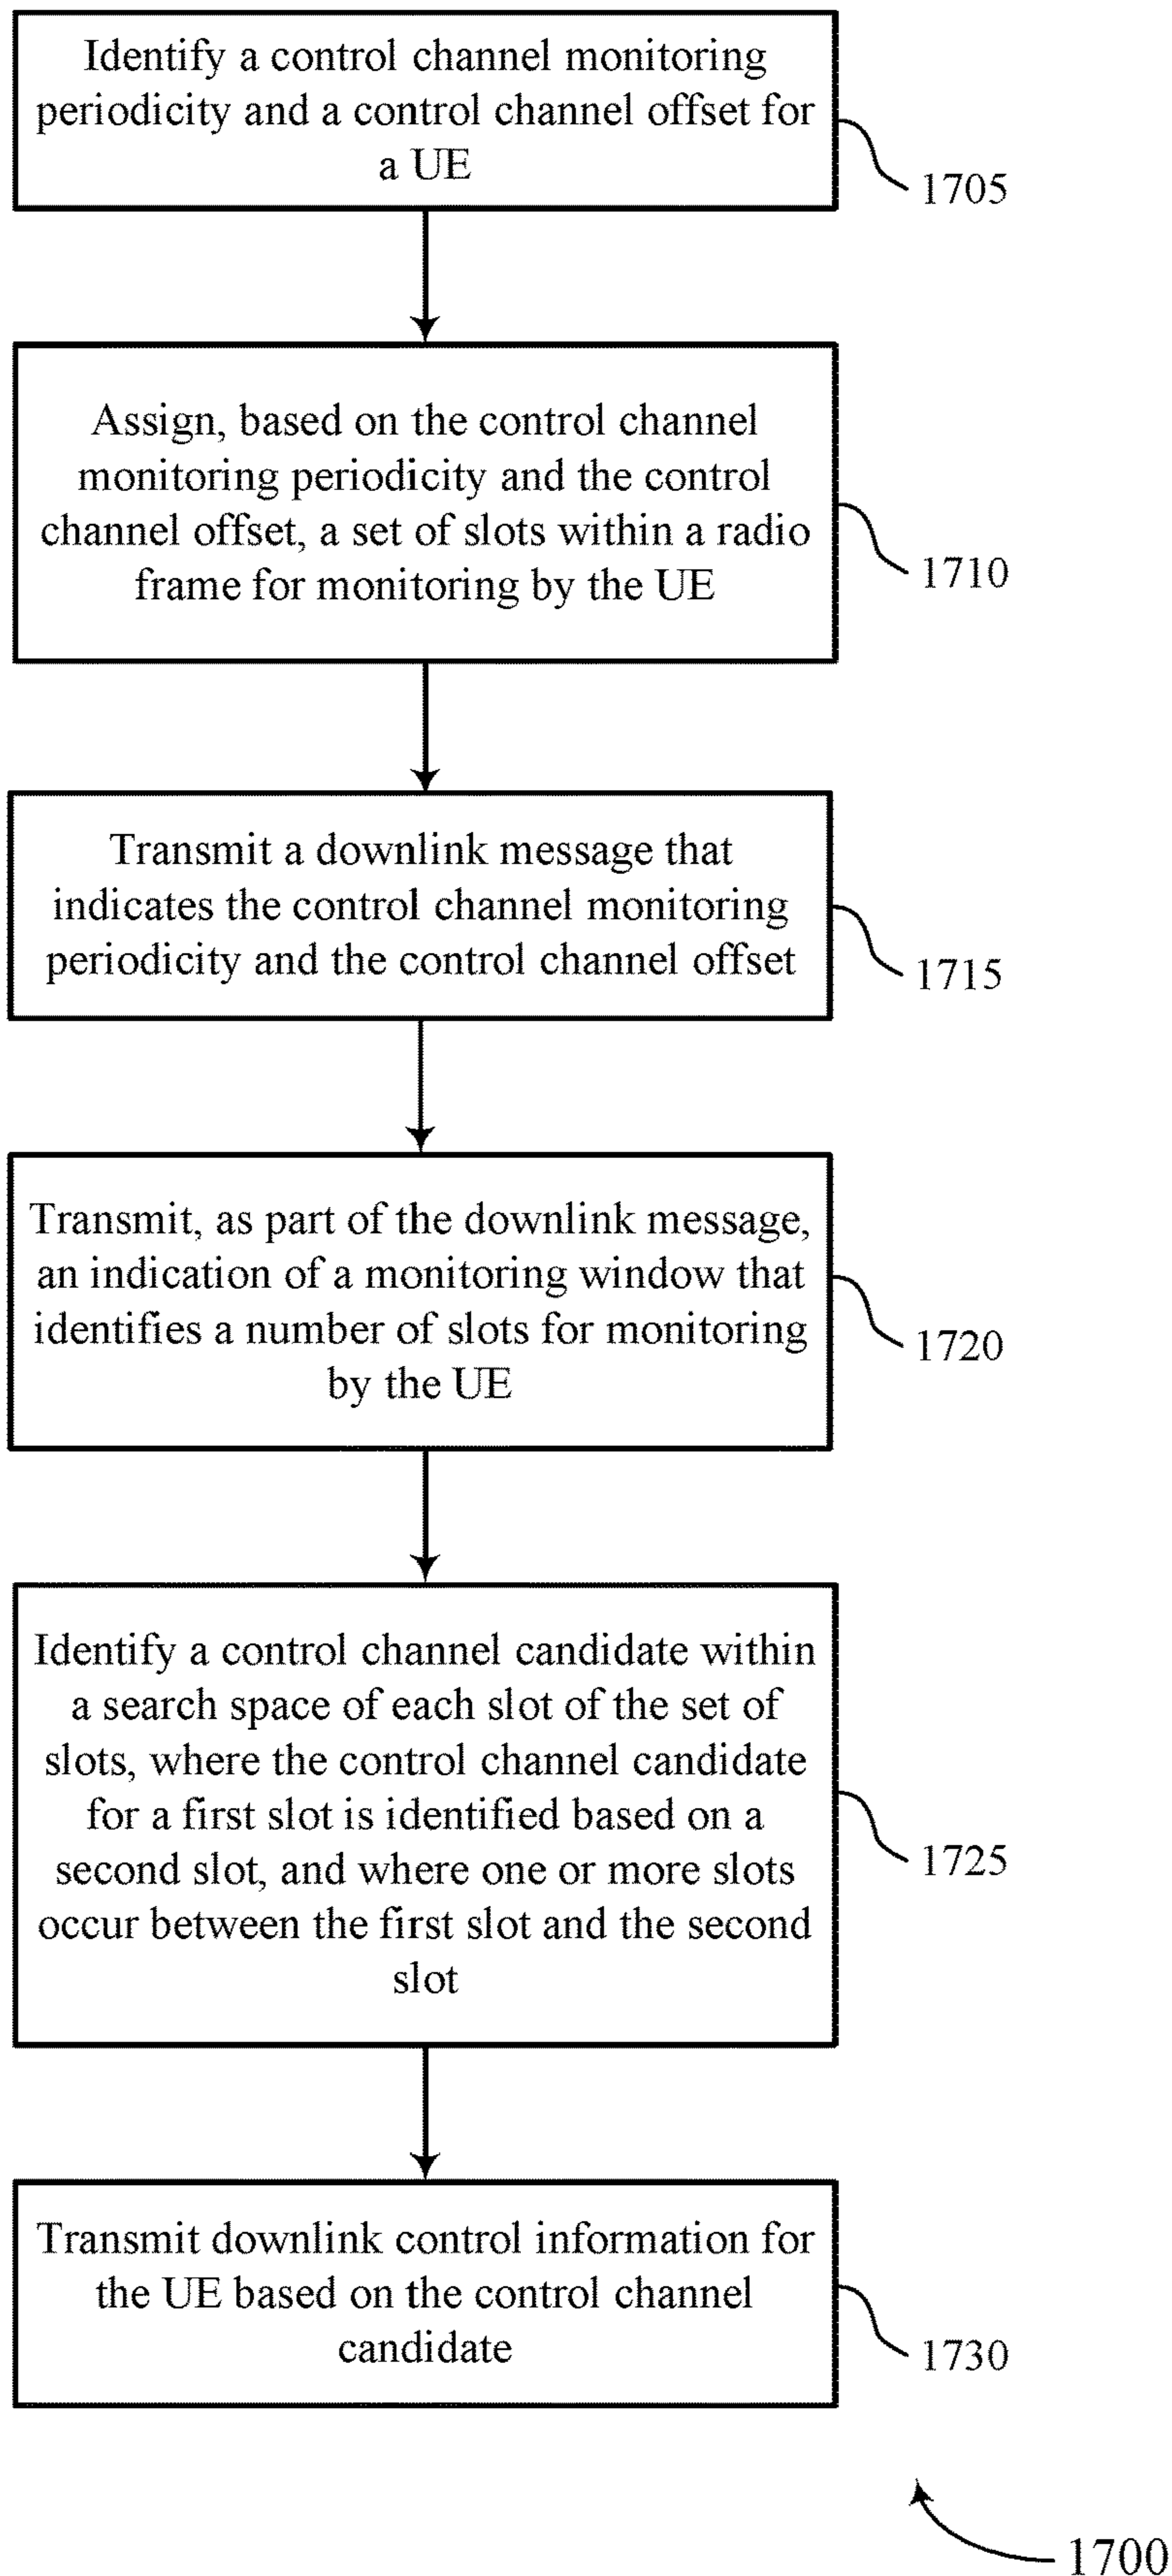 Identify a control channel monitoring
periodicity and a control channel offset for
a UE
1705
Assign, based on the control channel
monitoring periodicity and the control
channel offset, a set of slots within a radio
frame for monitoring by the UE
1710
Transmit a downlink message that
indicates the control channel monitoring
periodicity and the control channel offset
1715
Transmit, as part of the downlink message,
an indication of a monitoring window that
identifies a number of slots for monitoring
by the UE
1720
Identify a control channel candidate within
a search space of each slot of the set of
slots, where the control channel candidate
for a first slot is identified based on a
second slot, and where one or more slots
occur between the first slot and the second
slot
1725
Transmit downlink control information for
the UE based on the control channel
candidate
1730
1700